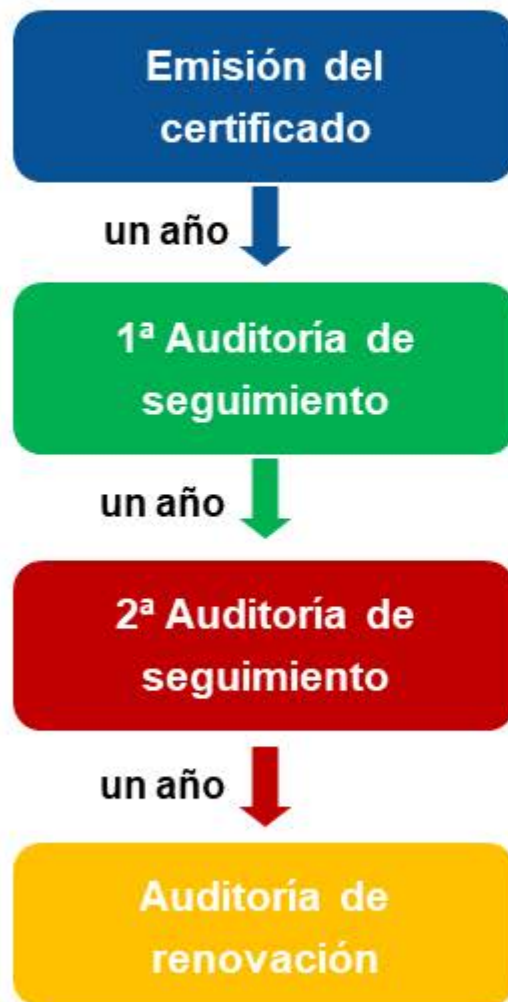 Emisión del
certificado
un año
1ª Auditoría de
seguimiento
un año
2ª Auditoría de
seguimiento
un año
Auditoría de
renovación